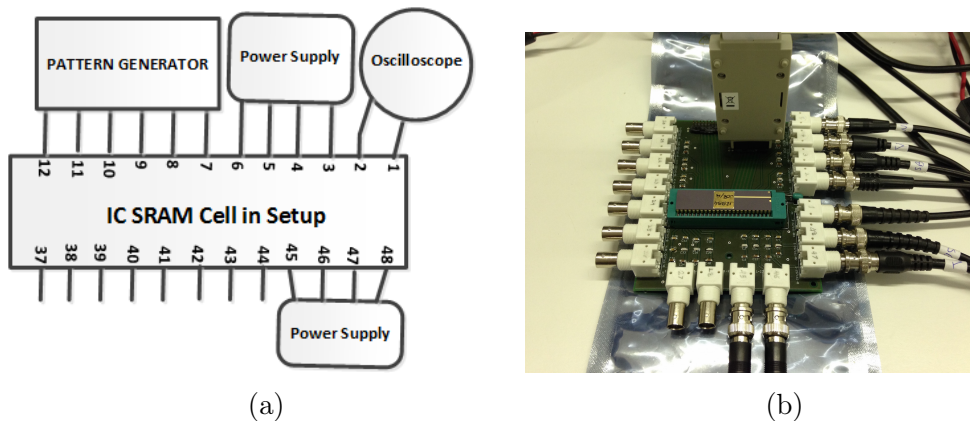 PATTERN GENERATOR
Power Supply
Oscilloscope
12 11 10 9 8 7 6 5 4 3 2 1
IC SRAM Cell in Setup
37 38 39 40 41 42 43 44 45 46 47 48
Power Supply
(a)
(b)